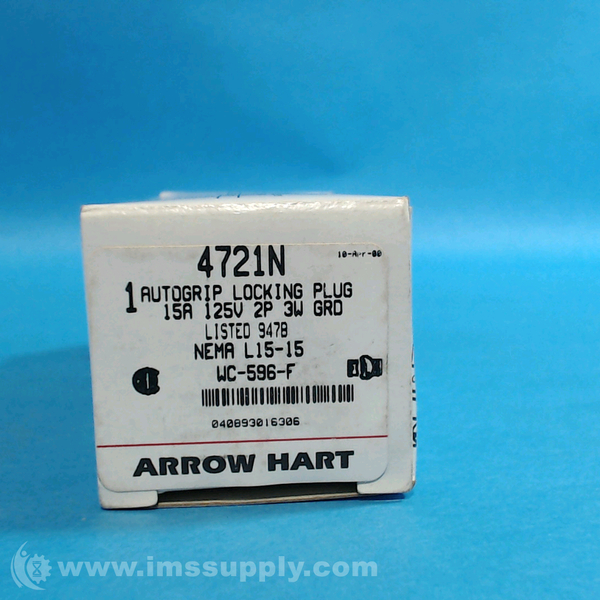 4721N
10-Apr-00
1 AUTOGRIP LOCKING PLUG
15A 125V 2P 3W GRD
LISTED 947B
NEMA L15-15
WC-596-F
040893016306
ARROW HART
www.imssupply.com